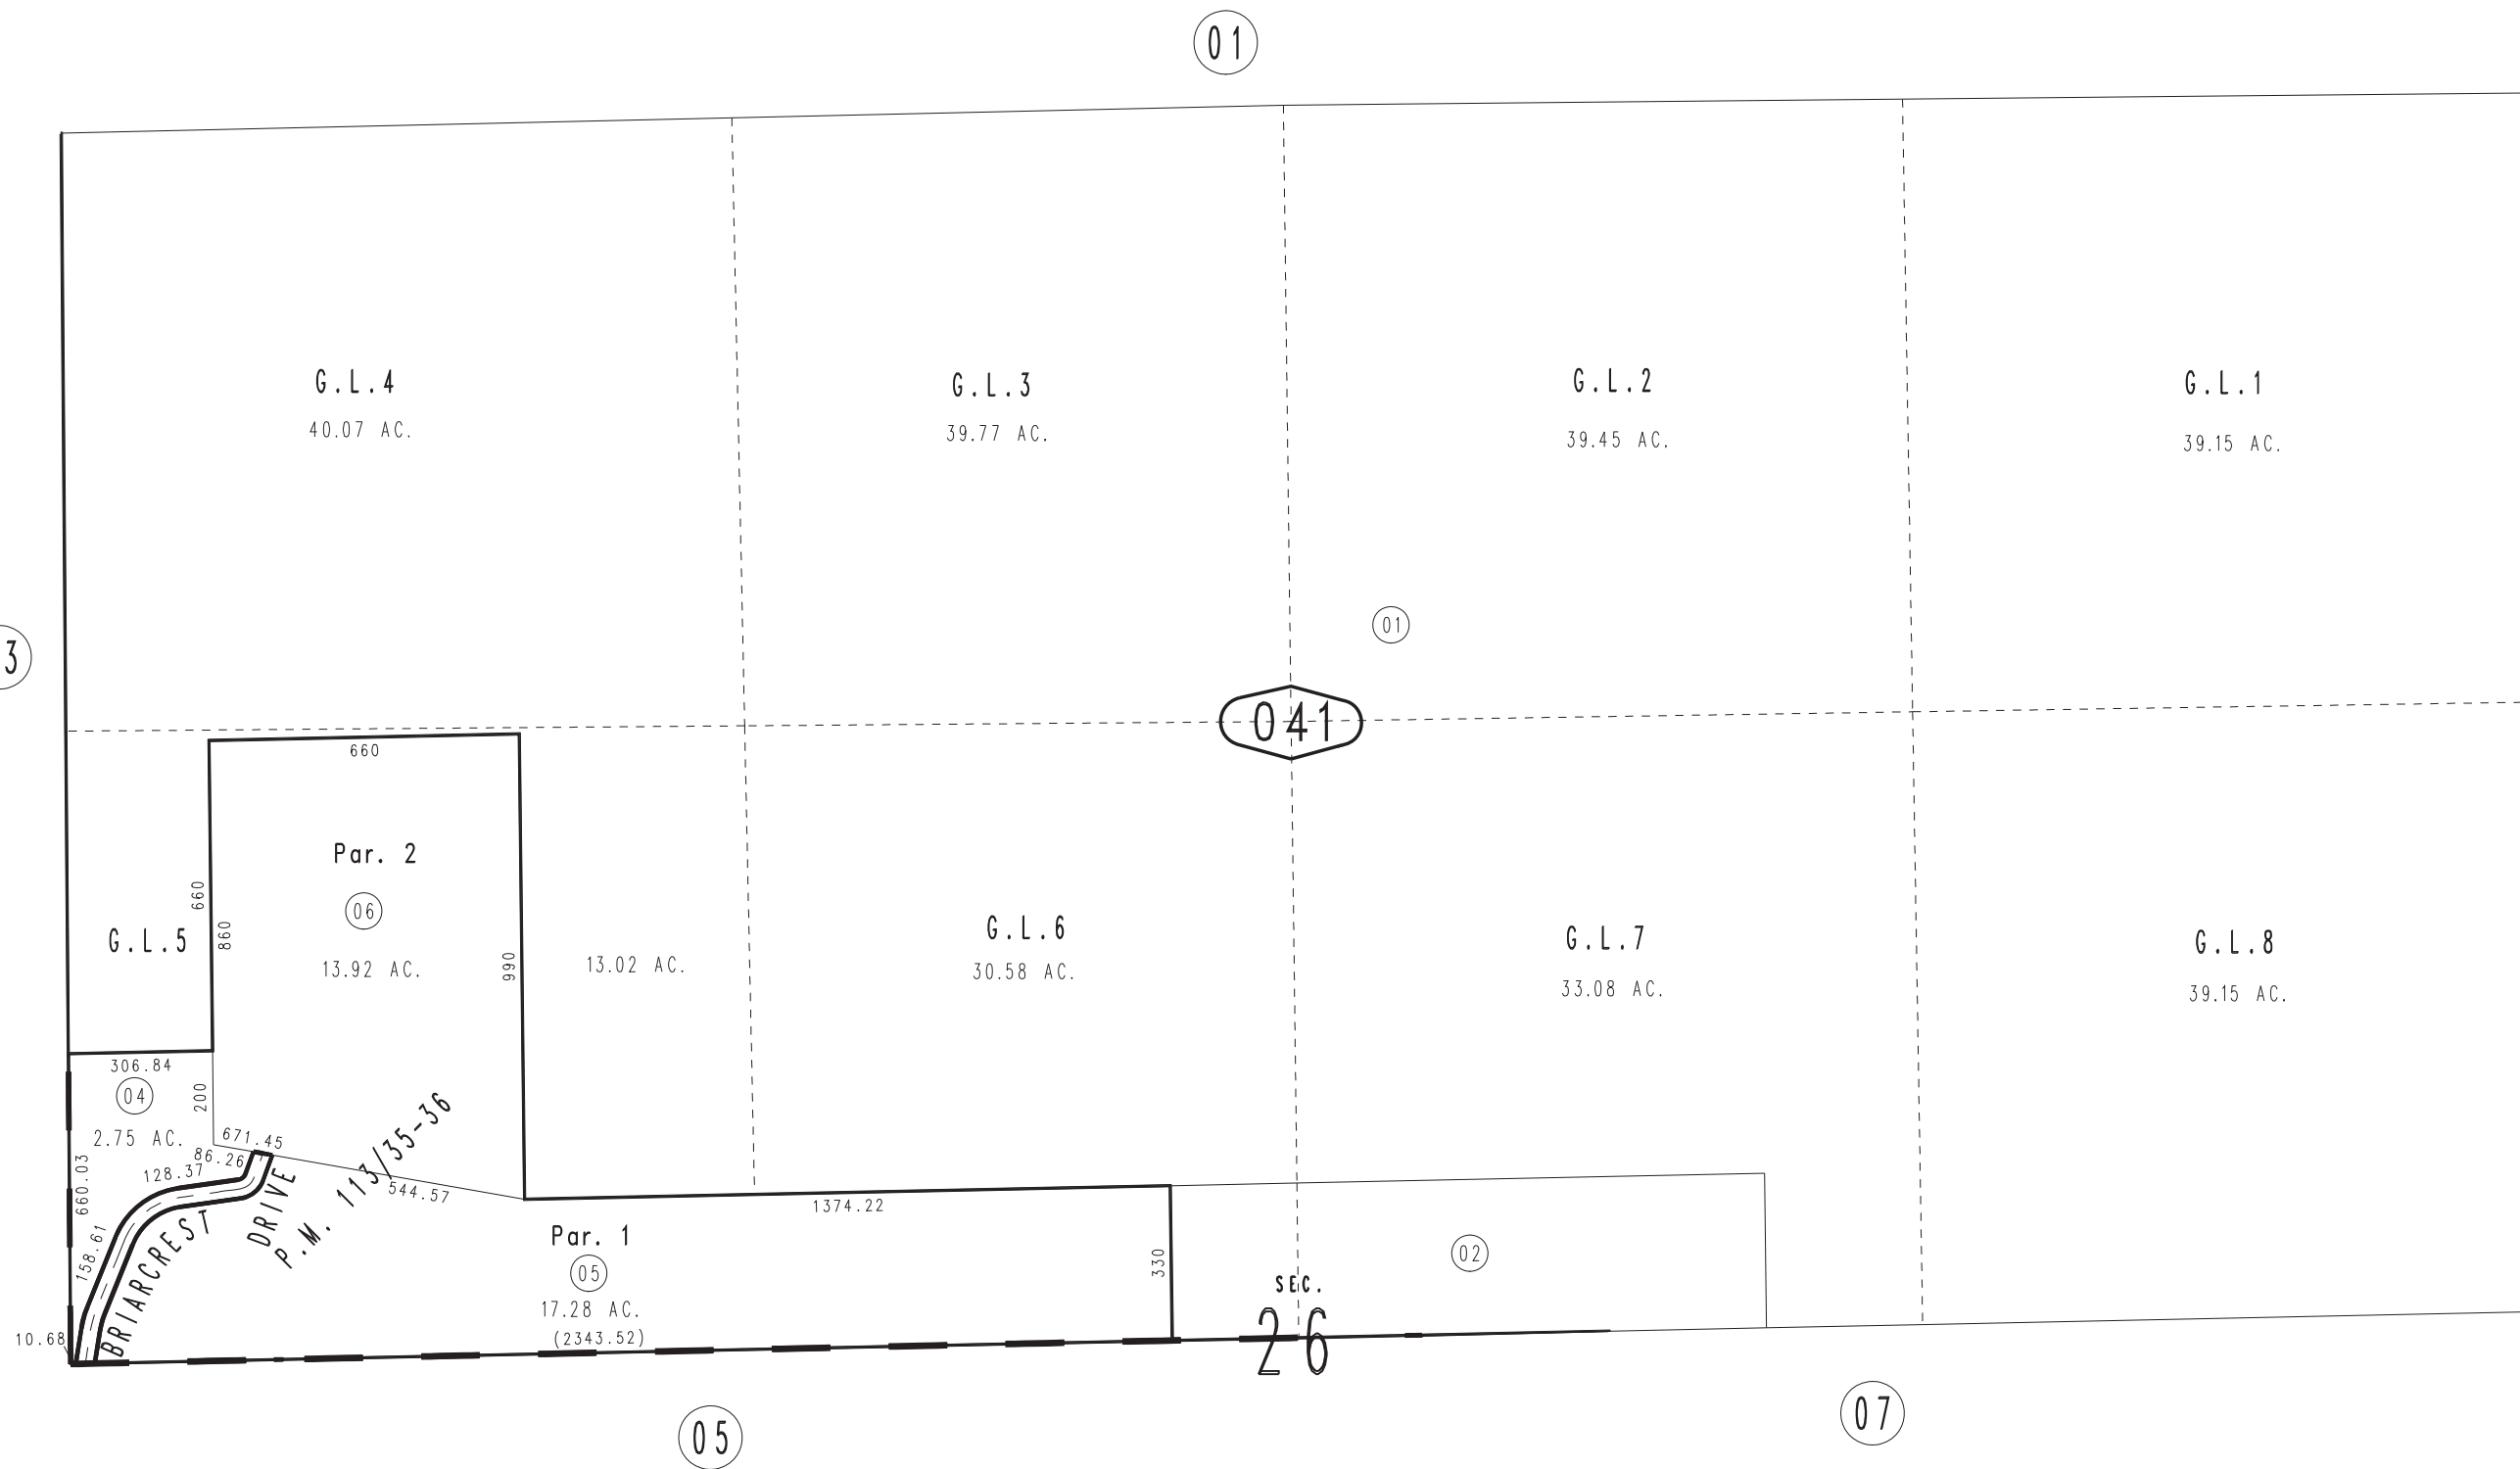 01
G.L.4
40.07 AC.
G.L.3
39.77 AC.
G.L.2
39.45 AC.
G.L.1
39.15 AC.
3
01
041
660
Par. 2
06
13.92 AC.
660
860
990
G.L.5
13.02 AC.
G.L.6
30.58 AC.
G.L.7
33.08 AC.
G.L.8
39.15 AC.
306.84
04
200
2.75 AC.
671.45
86.26
128.37
544.57
660.03
158.61
10.68
BRIARCREST
DRIVE
P.M. 113/35-36
1374.22
Par. 1
05
17.28 AC.
(2343.52)
330
02
SEC.
26
05
07